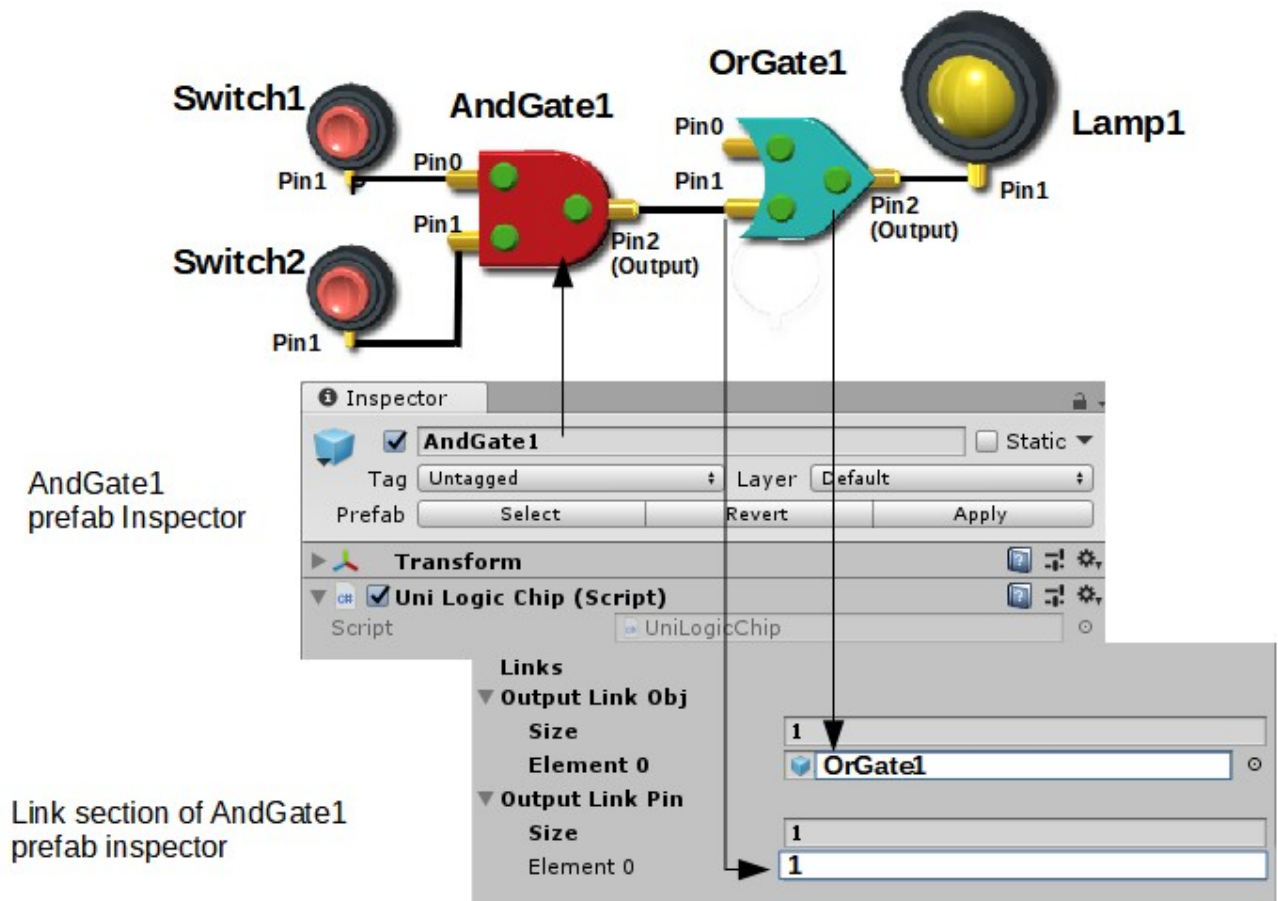 OrGate1
Switch1
AndGate1
Lamp1
Pin0
Pin0
Pin1
Pin1
Pin1
Pin1
Pin2
(Output)
Pin2
(Output)
Switch2
Pin1
Inspector
AndGate1
Static
Tag Untagged Layer Default
Prefab Select Revert Apply
AndGate1
prefab Inspector
Transform
c# Uni Logic Chip (Script)
Script UniLogicChip
Links
Output Link Obj
Size 1
Element 0 OrGate1
Output Link Pin
Size 1
Element 0 1
Link section of AndGate1
prefab inspector